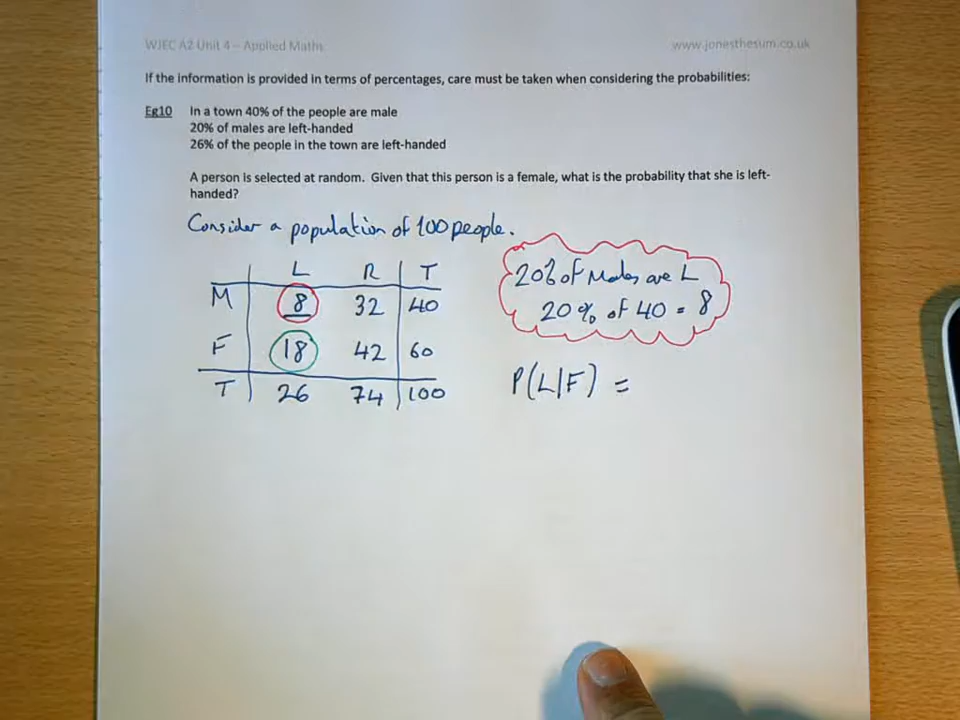 WJEC A2 Unit 4 – Applied Maths www.jonesthesum.co.uk
If the information is provided in terms of percentages, care must be taken when considering the probabilities:
Eg10 In a town 40% of the people are male
20% of males are left-handed
26% of the people in the town are left-handed
A person is selected at random. Given that this person is a female, what is the probability that she is left-
handed?
Consider a population of 100 people.
L R T
M 8 32 40
F 18 42 60
T 26 74 100
20% of Males are L
20% of 40 = 8
P(L|F) =